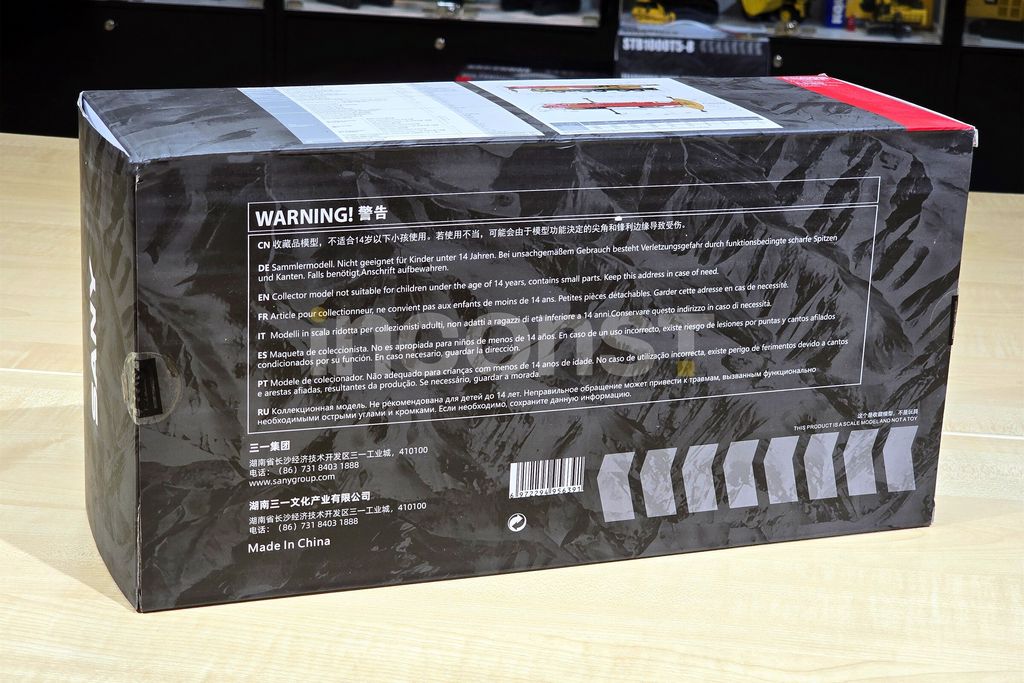 STB1000T5-8
WARNING! 警告
CN 收藏品模型，不适合14岁以下小孩使用。若使用不当，可能会由于模型功能决定的尖角和锋利边缘导致受伤。
DE Sammlermodell. Nicht geeignet für Kinder unter 14 Jahren. Bei unsachgemäßem Gebrauch besteht Verletzungsgefahr durch funktionsbedingte scharfe Spitzen
und Kanten. Falls benötigt Anschrift aufbewahren.
EN Collector model not suitable for children under the age of 14 years, contains small parts. Keep this address in case of need.
FR Article pour collectionneur, ne convient pas aux enfants de moins de 14 ans. Petites pièces détachables. Garder cette adresse en cas de necesité.
IT Modelli in scala ridotta per collezionisti adulti, non adatti a ragazzi di età Inferiore a 14 anni.Conservare questo indirizzo in caso di necessità.
ES Maqueta de coleccionista. No es apropiada para niños de menos de 14 años. En caso de un uso incorrecto, existe riesgo de lesiones por puntas y cantos afilados
condicionados por su función. En caso necesario, guardar la dirección.
PT Modele de colecionador. Não adequado para crianças com menos de 14 anos de idade. No caso de utilização incorrecta, existe perigo de ferimentos devido a cantos
e arestas afiadas, resultantes da produção. Se necessário, guardar a morada.
RU Коллекционная модель. Не рекомендована для детей до 14 лет. Неправильное обращение может привести к травмам, вызванным функционально
необходимыми острыми углами и кромками. Если необходимо, сохраните данную информацию.
这个是收藏模型，不是玩具
THIS PRODUCT IS A SCALE MODEL AND NOT A TOY
三一集团
湖南省长沙经济技术开发区三一工业城，410100
电话：（86）731 8403 1888
www.sanygroup.com
湖南三一文化产业有限公司
湖南省长沙经济技术开发区三一工业城，410100
电话：（86）731 8403 1888
Made In China
6 972294 956391
SANY